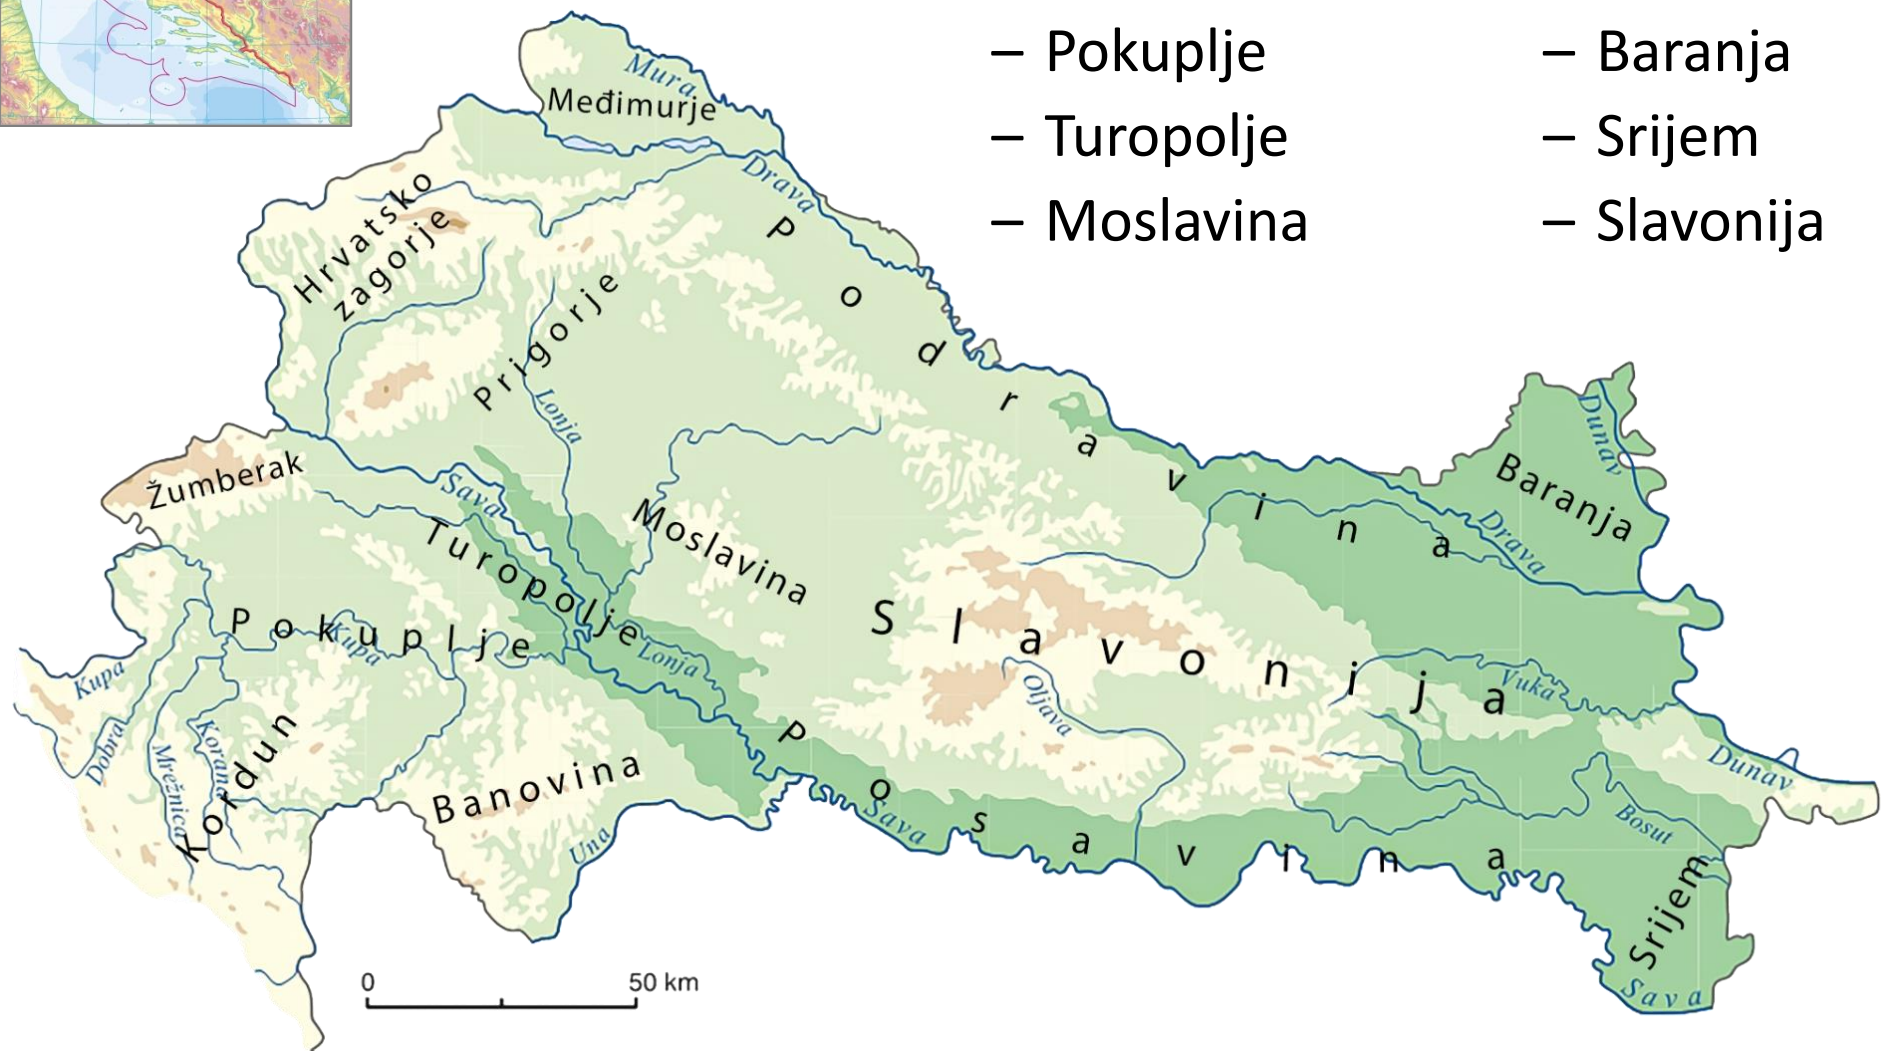 – Pokuplje
– Turopolje
– Moslavina
– Baranja
– Srijem
– Slavonija
Mura
Međimurje
Drava
Podravina
Hrvatsko
zagorje
Prigorje
Lonja
Žumberak
Sava
Turopolje
Moslavina
Baranja
Dunav
Drava
Pokuplje
Kupa
Kupa
Lonja
Slavonija
Vuka
Oljava
Dobra
Mrežnica
Korana
Kordun
Banovina
Una
Posavina
Sava
Dunav
Bosut
Srijem
Sava
0 50 km